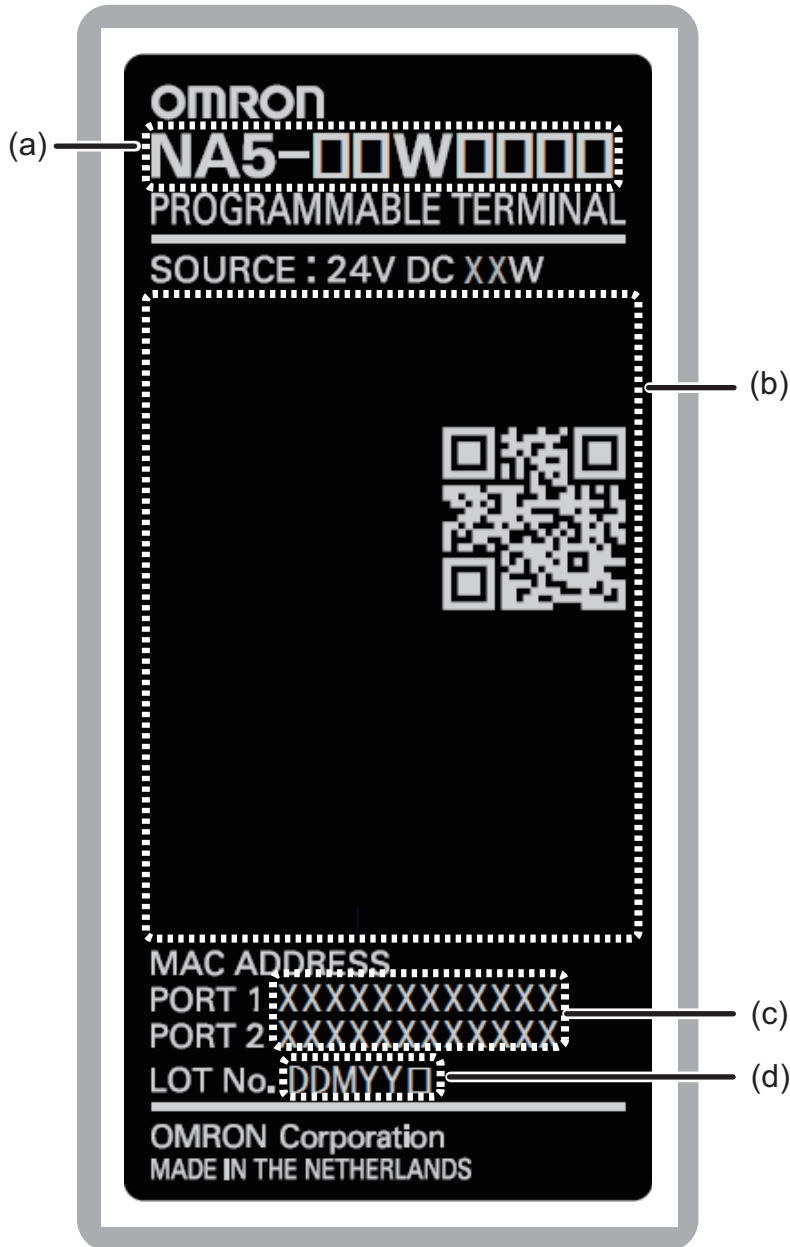 OMRON
(a)
NA5-□□W□□□□
PROGRAMMABLE TERMINAL
SOURCE : 24V DC XXW
(b)
MAC ADDRESS
PORT 1 XXXXXXXXXXXX
PORT 2 XXXXXXXXXXXX
(c)
LOT No. DDMYY□
(d)
OMRON Corporation
MADE IN THE NETHERLANDS